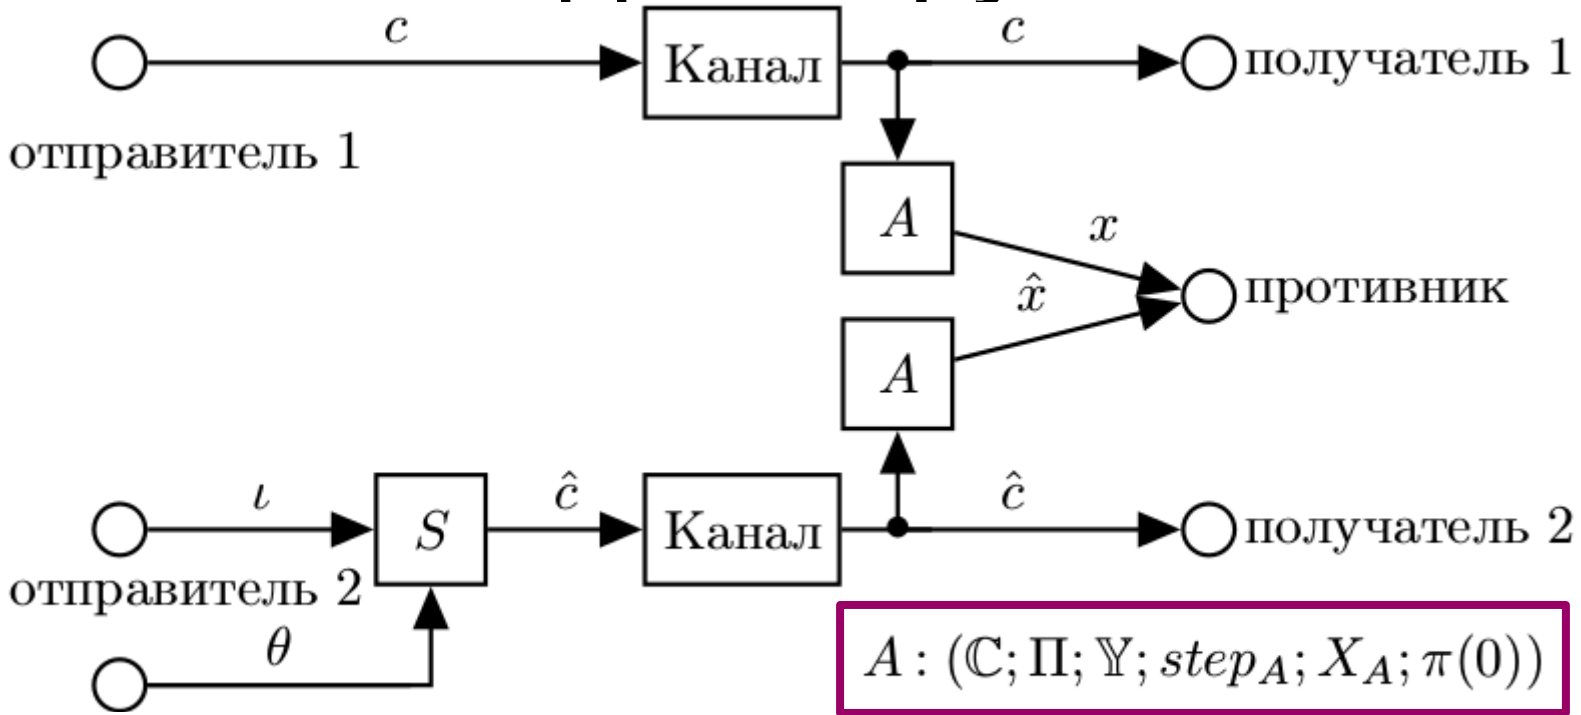 c
Канал
c
получатель 1
отправитель 1
A
x
противник
x̂
A
ι
S
ĉ
Канал
ĉ
получатель 2
отправитель 2
θ
A : (ℂ; Π; 𝕐; step_A; X_A; π(0))